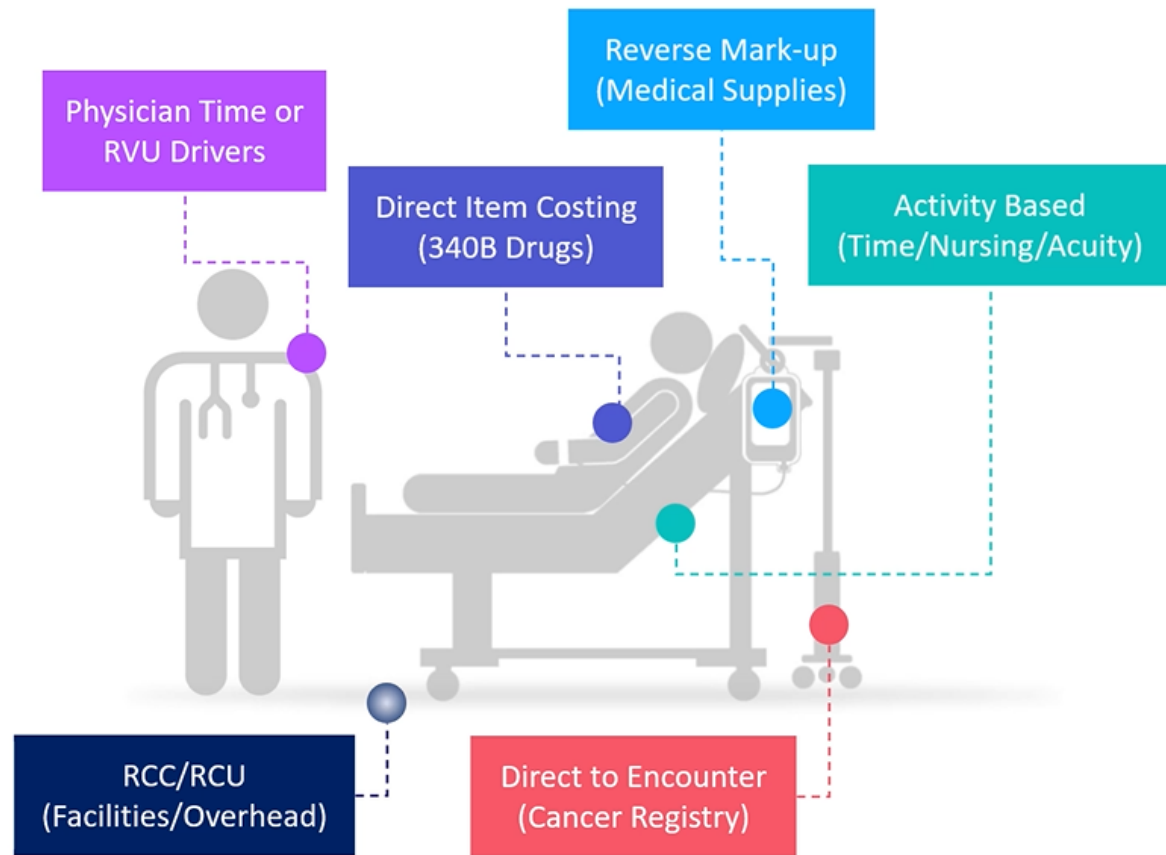 Reverse Mark-up
(Medical Supplies)
Physician Time or
RVU Drivers
Direct Item Costing
(340B Drugs)
Activity Based
(Time/Nursing/Acuity)
RCC/RCU
(Facilities/Overhead)
Direct to Encounter
(Cancer Registry)